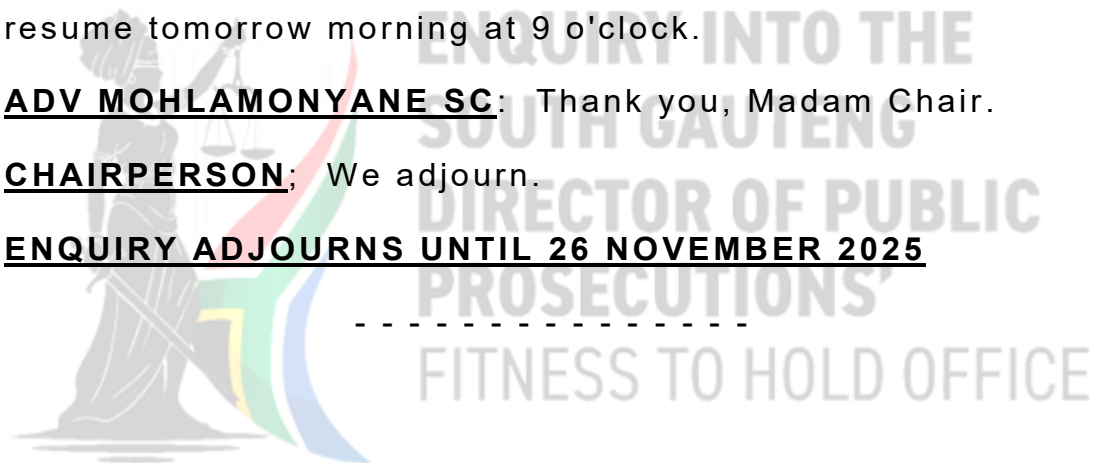 resume tomorrow morning at 9 o'clock.
ENQUIRY INTO THE
ADV MOHLAMONYANE SC:  Thank you, Madam Chair.
SOUTH GAUTENG
CHAIRPERSON;  We adjourn.
DIRECTOR OF PUBLIC
ENQUIRY ADJOURNS UNTIL 26 NOVEMBER 2025
PROSECUTIONS'
- - - - - - - - - - - - - - -
FITNESS TO HOLD OFFICE